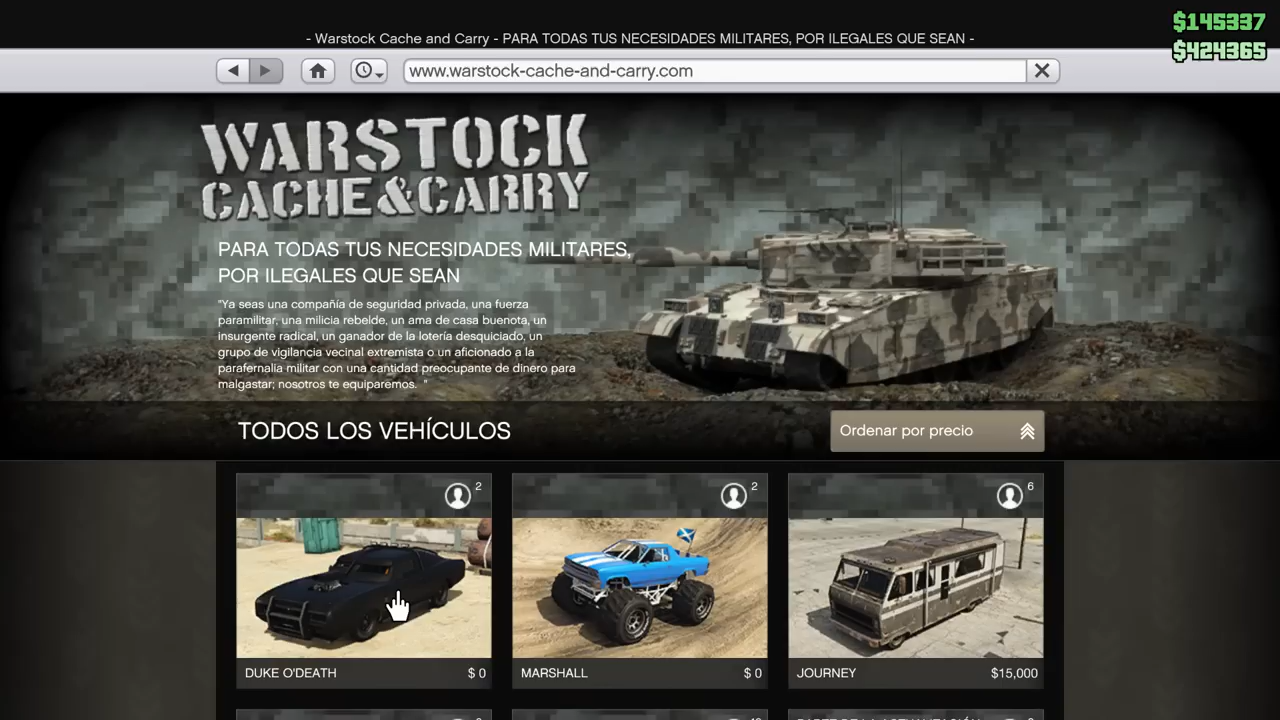 $145337
- Warstock Cache and Carry - PARA TODAS TUS NECESIDADES MILITARES, POR ILEGALES QUE SEAN -
$424365
www.warstock-cache-and-carry.com
WARSTOCK
CACHE&CARRY
PARA TODAS TUS NECESIDADES MILITARES,
POR ILEGALES QUE SEAN
"Ya seas una compañía de seguridad privada, una fuerza
paramilitar, una milicia rebelde, un ama de casa buenota, un
insurgente radical, un ganador de la lotería desquiciado, un
grupo de vigilancia vecinal extremista o un aficionado a la
parafernalia militar con una cantidad preocupante de dinero para
malgastar; nosotros te equiparemos. "
TODOS LOS VEHÍCULOS
Ordenar por precio
2
2
6
DUKE O'DEATH $ 0
MARSHALL $ 0
JOURNEY $15,000